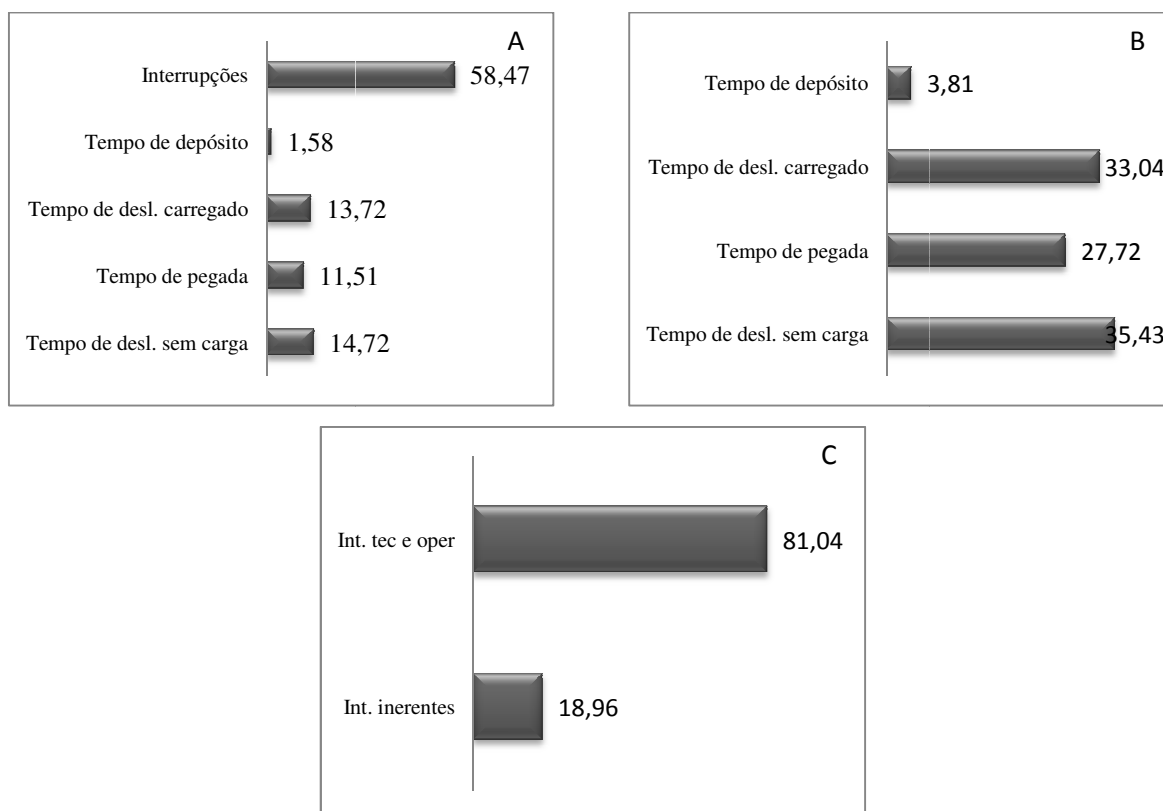 A
Interrupções 58,47
Tempo de depósito 1,58
Tempo de desl. carregado 13,72
Tempo de pegada 11,51
Tempo de desl. sem carga 14,72
B
Tempo de depósito 3,81
Tempo de desl. carregado 33,04
Tempo de pegada 27,72
Tempo de desl. sem carga 35,43
C
Int. tec e oper 81,04
Int. inerentes 18,96